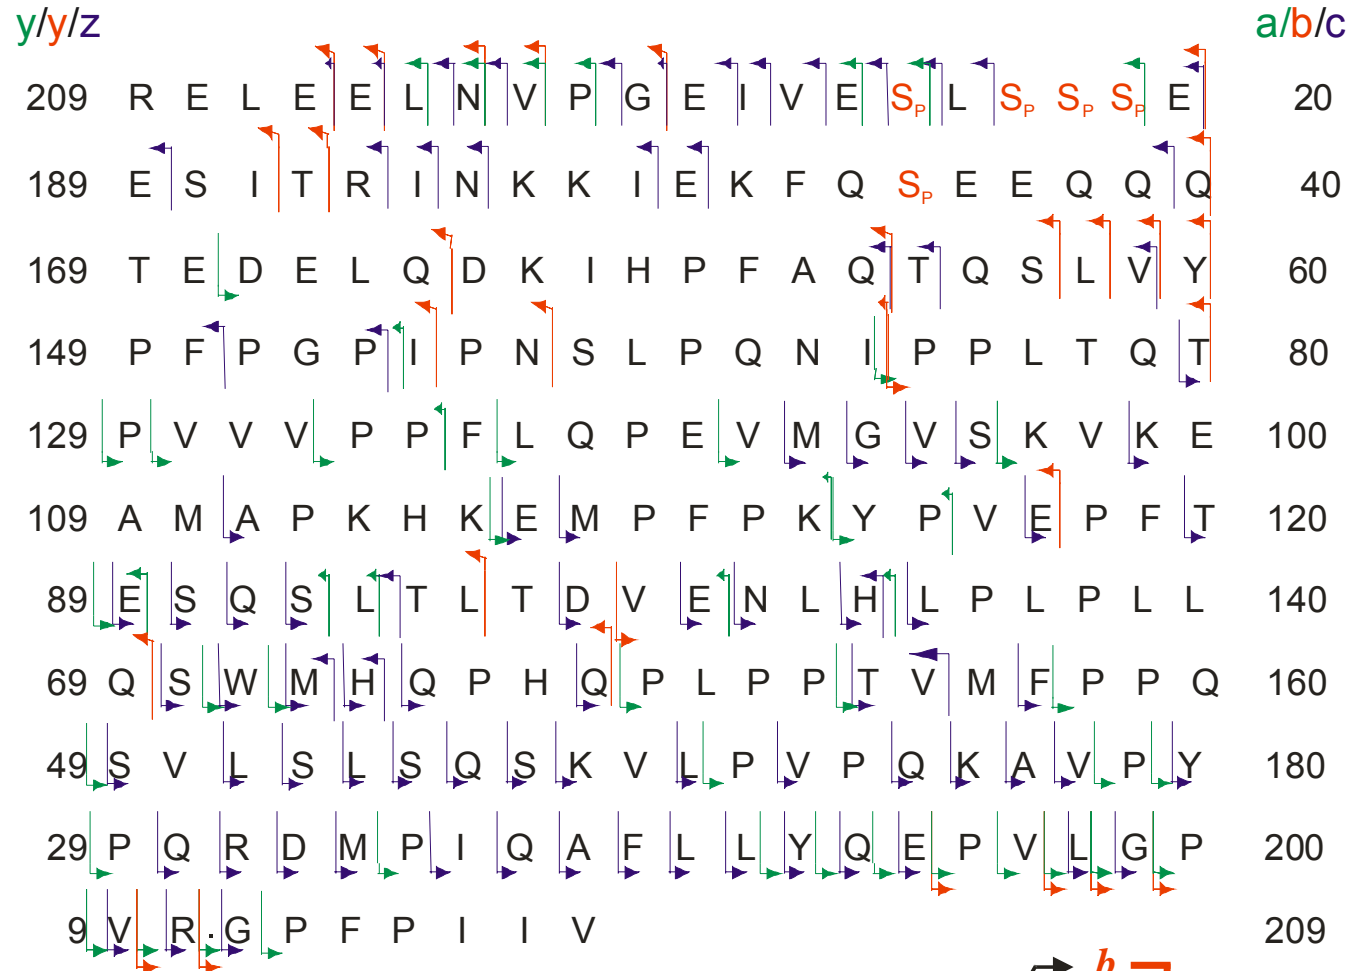 y/y/z a/b/c
209 R E L E E L N V P G E I V E SP L SP SP SP E 20
189 E S I T R I N K K I E K F Q SP E E Q Q Q 40
169 T E D E L Q D K I H P F A Q T Q S L V Y 60
149 P F P G P I P N S L P Q N I P P L T Q T 80
129 P V V V P P F L Q P E V M G V S K V K E 100
109 A M A P K H K E M P F P K Y P V E P F T 120
89 E S Q S L T L T D V E N L H L P L P L L 140
69 Q S W M H Q P H Q P L P P T V M F P P Q 160
49 S V L S L S Q S K V L P V P Q K A V P Y 180
29 P Q R D M P I Q A F L L Y Q E P V L G P 200
9 V R . G P F P I I V 209
b